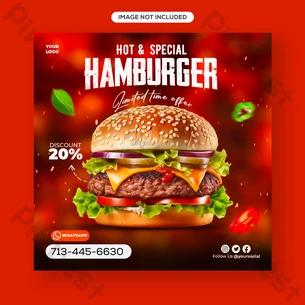 IMAGE NOT INCLUDED
YOUR
LOGO
HOT & SPECIAL
HAMBURGER
Limited time offer
DISCOUNT
20%
WHATSAPP
713-445-6630
@yoursocial